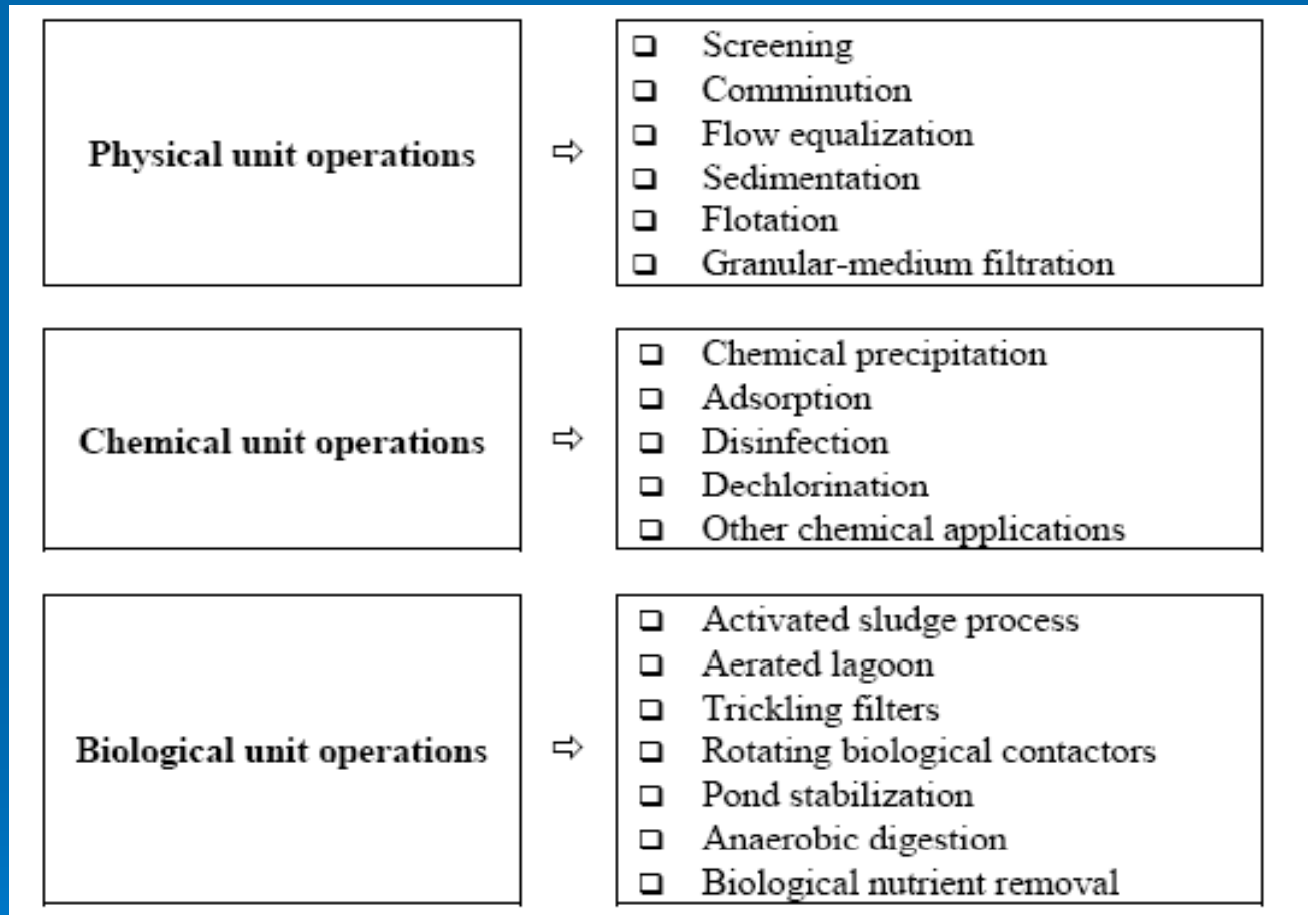 Physical unit operations
⇨
❑ Screening
❑ Comminution
❑ Flow equalization
❑ Sedimentation
❑ Flotation
❑ Granular-medium filtration
Chemical unit operations
⇨
❑ Chemical precipitation
❑ Adsorption
❑ Disinfection
❑ Dechlorination
❑ Other chemical applications
Biological unit operations
⇨
❑ Activated sludge process
❑ Aerated lagoon
❑ Trickling filters
❑ Rotating biological contactors
❑ Pond stabilization
❑ Anaerobic digestion
❑ Biological nutrient removal